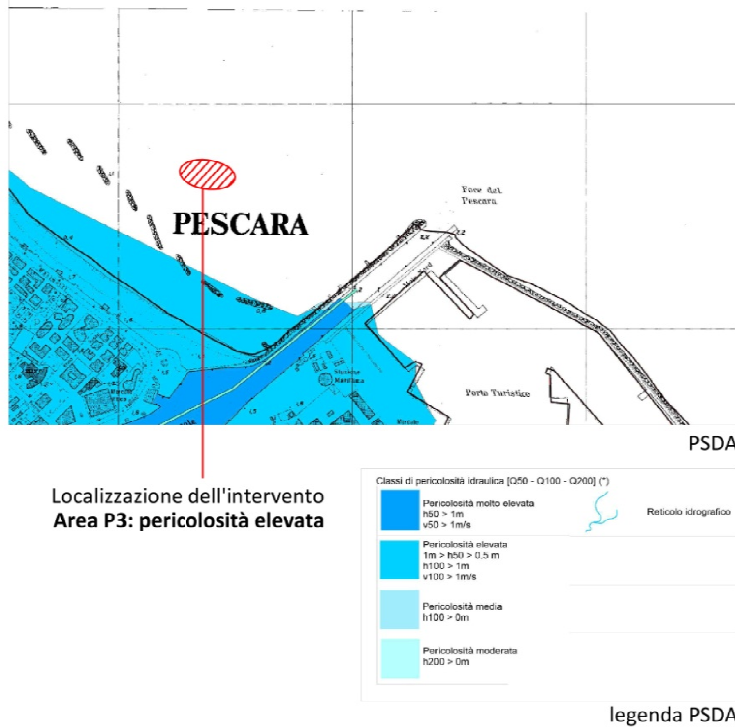 Foce del
Pescara
PESCARA
Porto Turistico
PSDA
Localizzazione dell'intervento
Area P3: pericolosità elevata
Classi di pericolosità idraulica [Q50 - Q100 - Q200] (*)
Pericolosità molto elevata
h50 > 1m
v50 > 1m/s
Reticolo idrografico
Pericolosità elevata
1m > h50 > 0.5 m
h100 > 1m
v100 > 1m/s
Pericolosità media
h100 > 0m
Pericolosità moderata
h200 > 0m
legenda PSDA